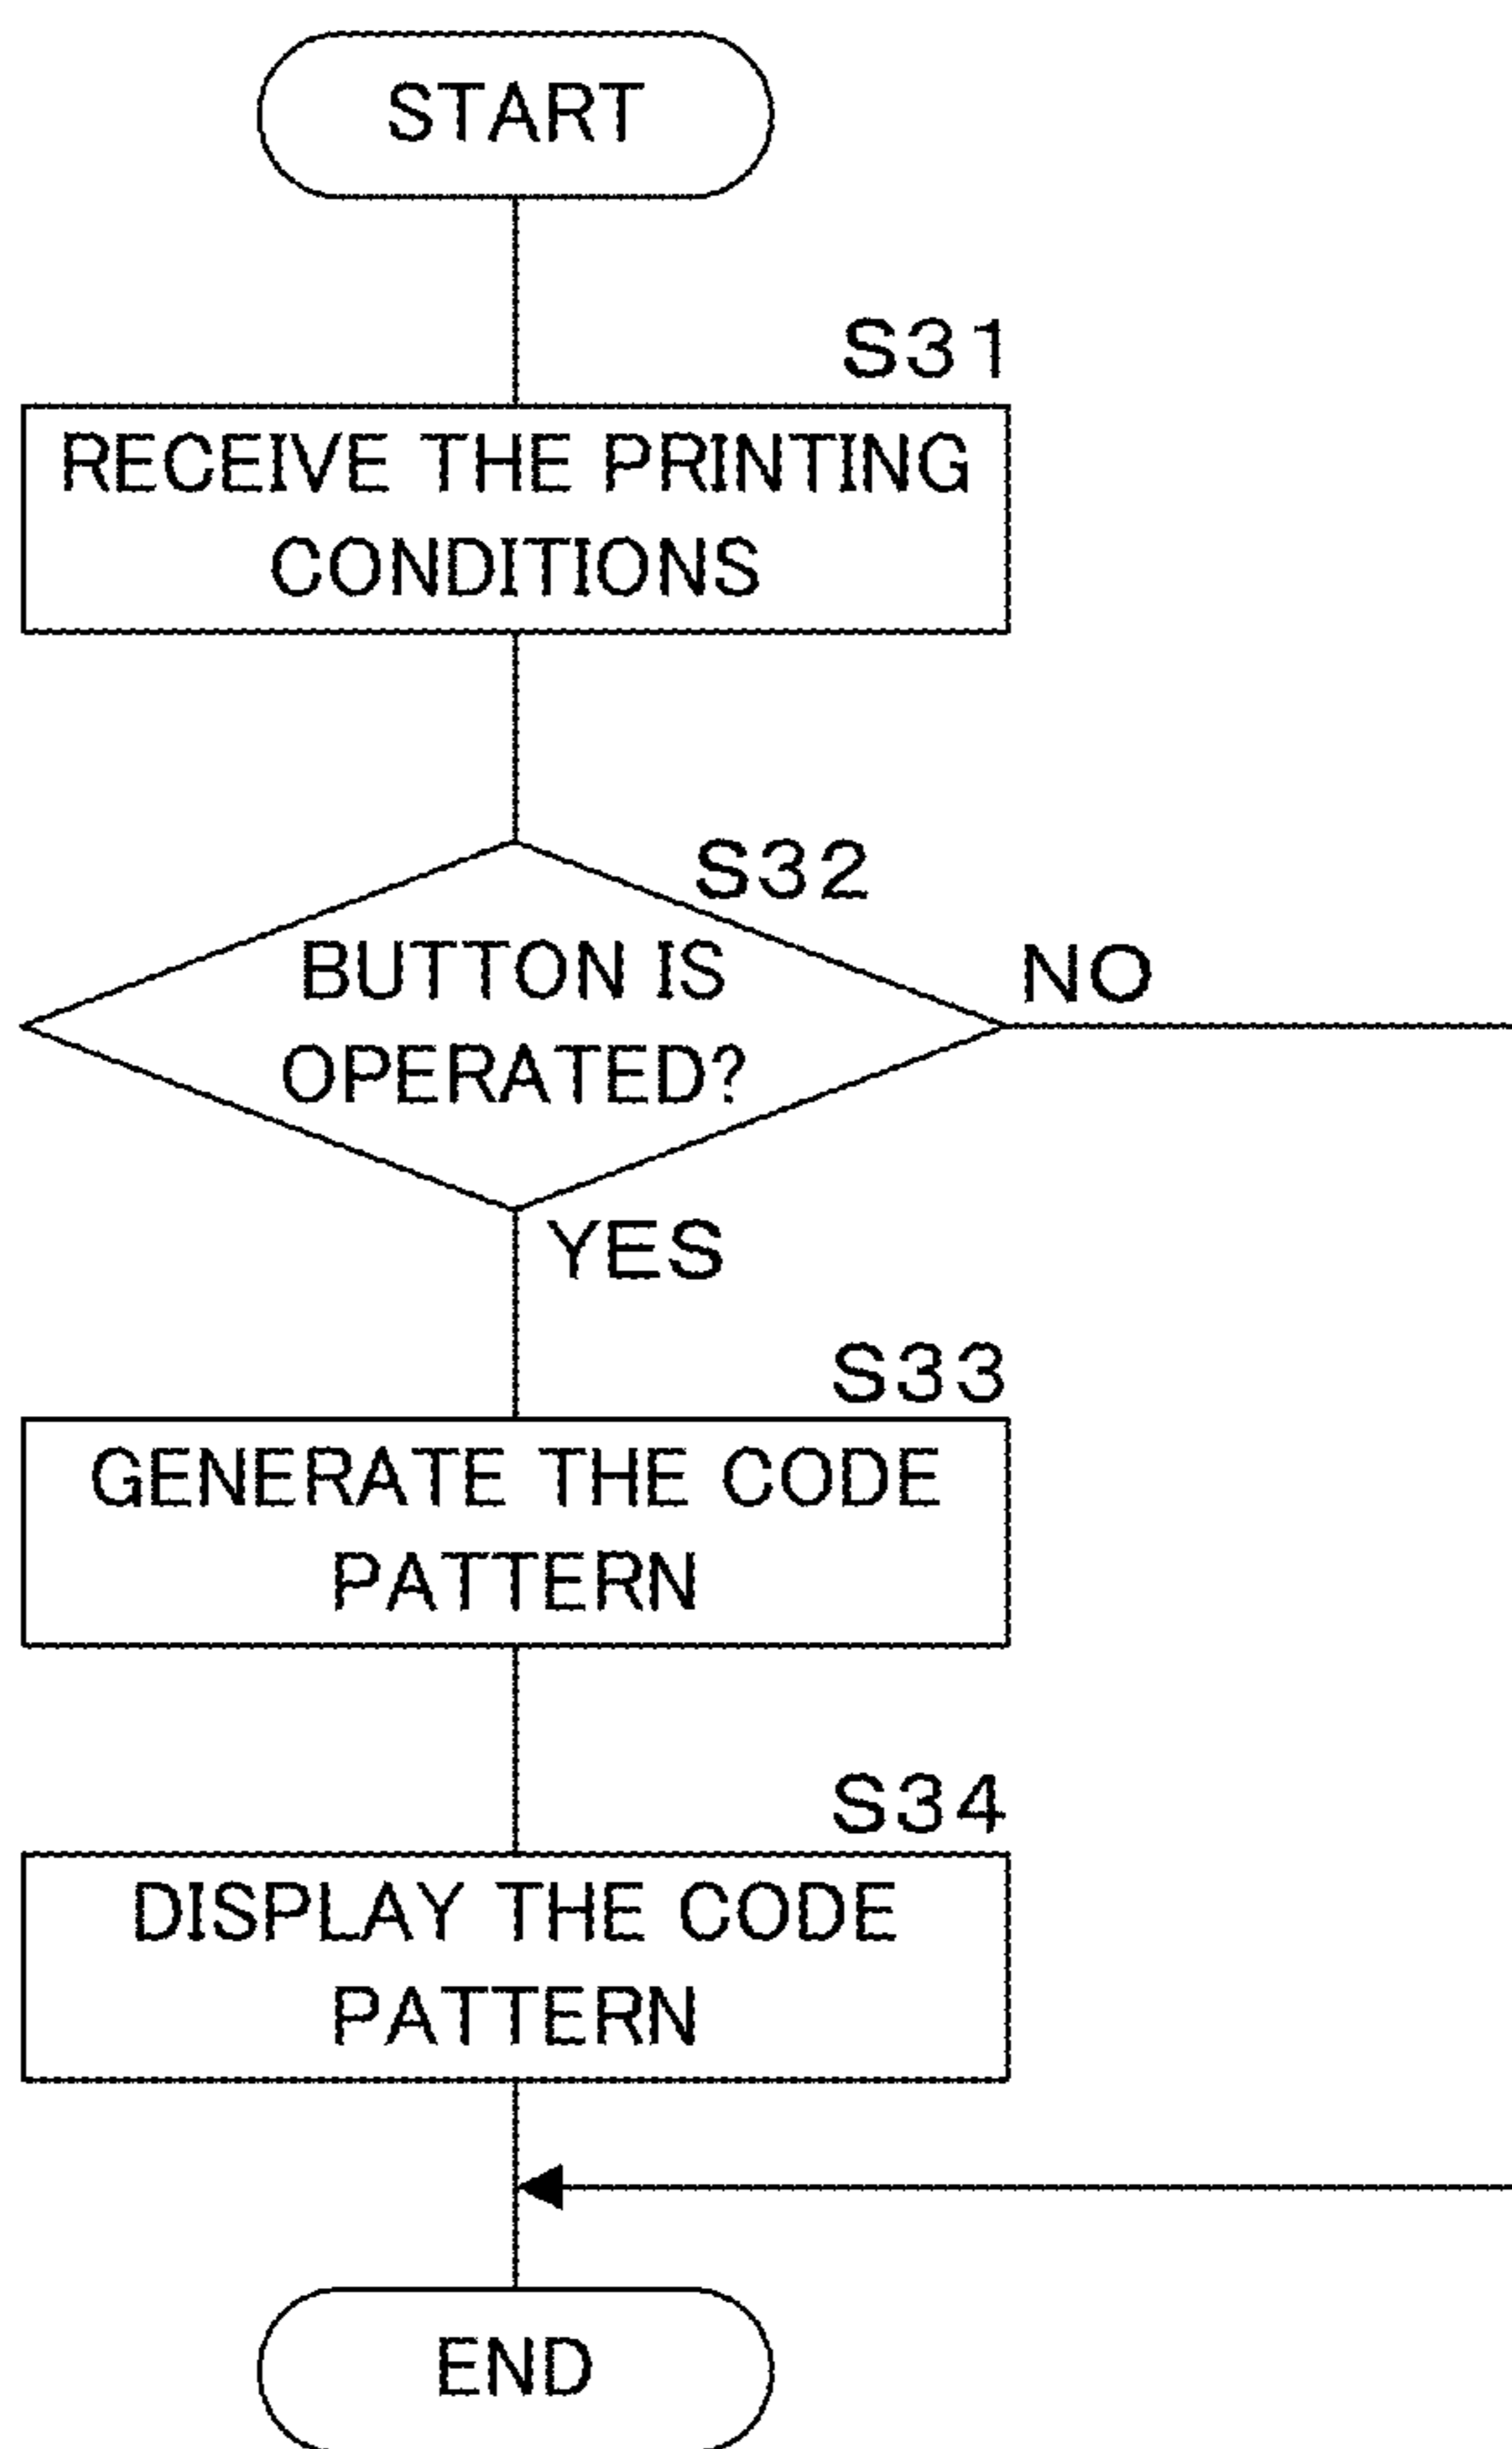 START
S31
RECEIVE THE PRINTING
CONDITIONS
S32
BUTTON IS
OPERATED?
NO
YES
S33
GENERATE THE CODE
PATTERN
S34
DISPLAY THE CODE
PATTERN
END